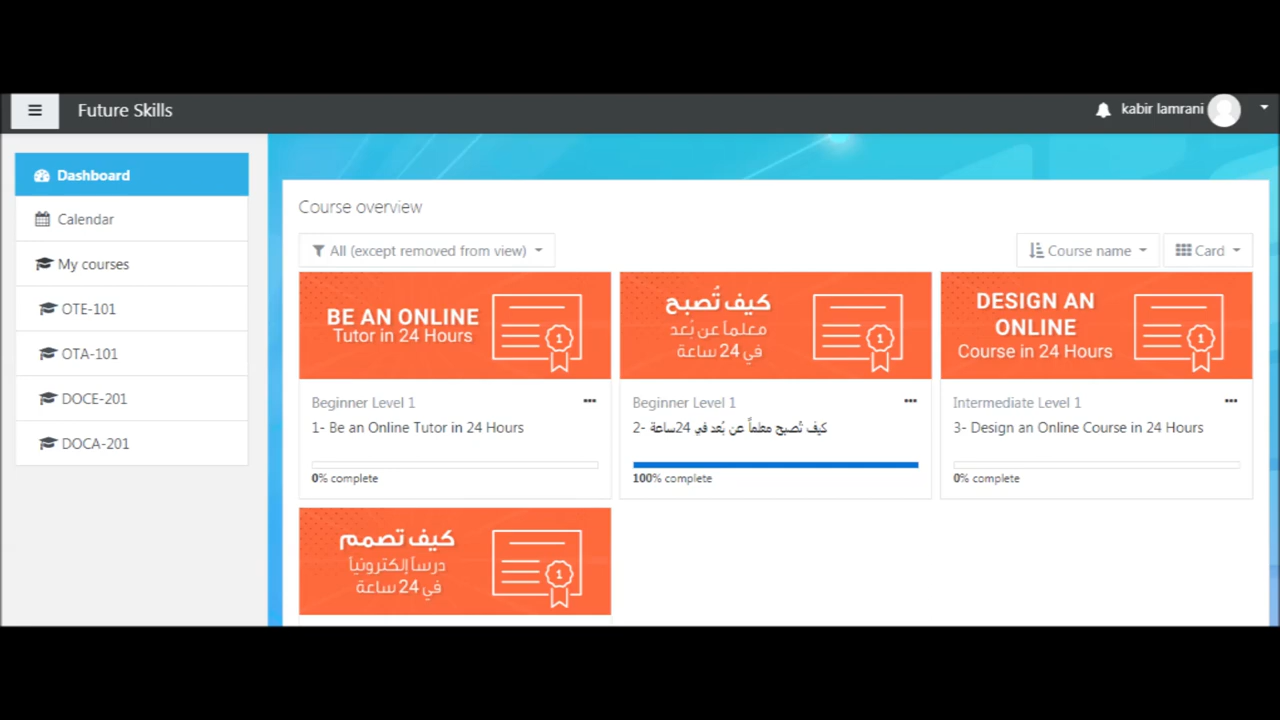 Future Skills
kabir lamrani
Dashboard
Calendar
My courses
OTE-101
OTA-101
DOCE-201
DOCA-201
Course overview
All (except removed from view)
Course name
Card
BE AN ONLINE
Tutor in 24 Hours
1
Beginner Level 1
1- Be an Online Tutor in 24 Hours
0% complete
كيف تُصبح
معلماً عن بُعد
في 24 ساعة
1
Beginner Level 1
2- كيف تُصبح معلماً عن بُعد في 24ساعة
100% complete
DESIGN AN
ONLINE
Course in 24 Hours
1
Intermediate Level 1
3- Design an Online Course in 24 Hours
0% complete
كيف تصمم
درساً إلكترونياً
في 24 ساعة
1